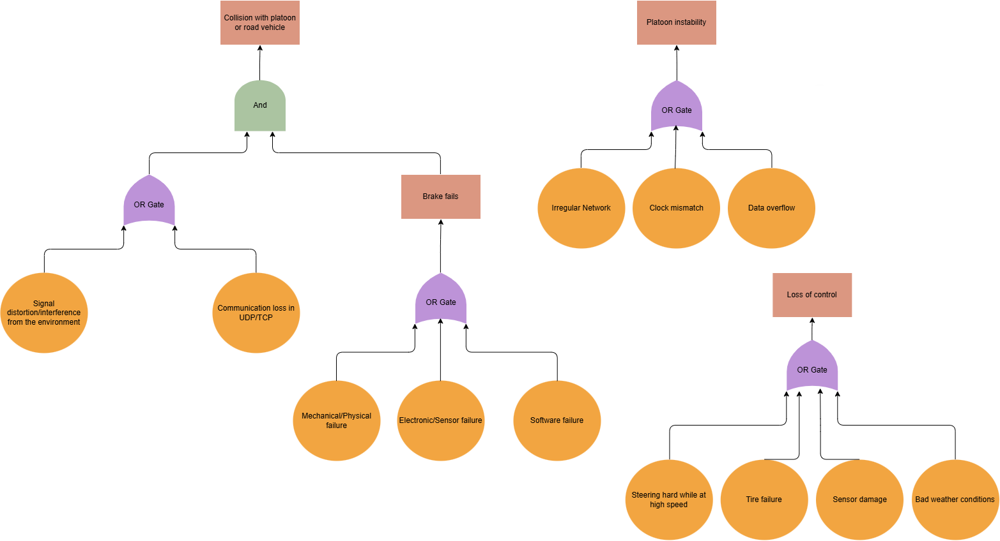 Collision with platoon
or road vehicle
Platoon instability
And
OR Gate
OR Gate
Brake fails
Irregular Network
Clock mismatch
Data overflow
Signal
distortion/interference
from the environment
Communication loss in
UDP/TCP
OR Gate
Loss of control
OR Gate
Mechanical/Physical
failure
Electronic/Sensor failure
Software failure
Steering hard while at
high speed
Tire failure
Sensor damage
Bad weather conditions